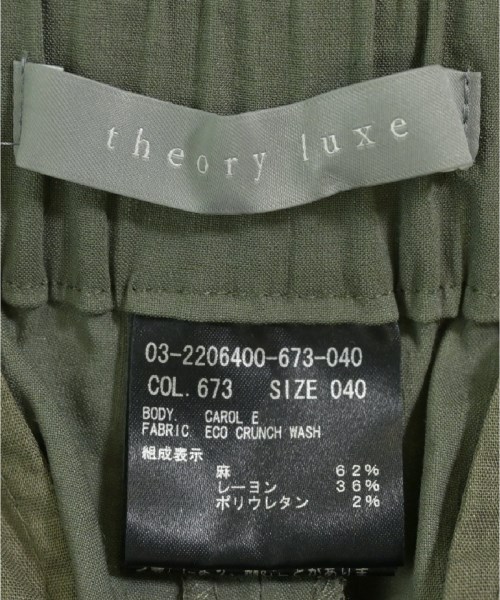 theory luxe
03-2206400-673-040
COL. 673 SIZE 040
BODY. CAROL E
FABRIC. ECO CRUNCH WASH
組成表示
麻 62%
レーヨン 36%
ポリウレタン 2%